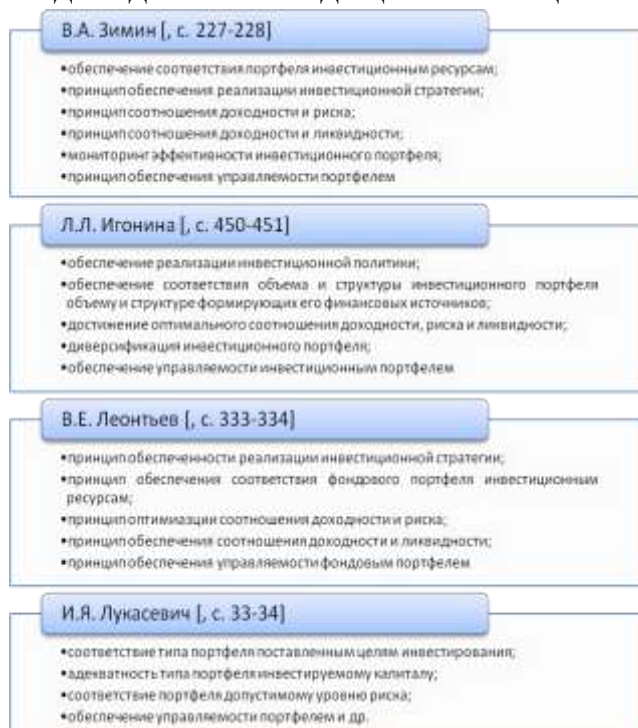 В.А. Зимин [, с. 227-228]
•обеспечение соответствия портфеля инвестиционным ресурсам;
•принцип обеспечения реализации инвестиционной стратегии;
•принцип соотношения доходности и риска;
•принцип соотношения доходности и ликвидности;
•мониторинг эффективности инвестиционного портфеля;
•принцип обеспечения управляемости портфелем
Л.Л. Игонина [, с. 450-451]
•обеспечение реализации инвестиционной политики;
•обеспечение соответствия объема и структуры инвестиционного портфеля
объему и структуре формирующих его финансовых источников;
•достижение оптимального соотношения доходности, риска и ликвидности;
•диверсификация инвестиционного портфеля;
•обеспечение управляемости инвестиционным портфелем
В.Е. Леонтьев [, с. 333-334]
•принцип обеспеченности реализации инвестиционной стратегии;
•принцип обеспечения соответствия фондового портфеля инвестиционным
ресурсам;
•принцип оптимиазции соотношения доходности и риска;
•принцип обеспечения соотношения доходности и ликвидности;
•принцип обеспечения управляемости фондовым портфелем
И.Я. Лукасевич [, с. 33-34]
•соответствие типа портфеля поставленным целям инвестирования;
•адекватность типа портфеля инвестируемому капиталу;
•соответствие портфеля допустимому уровню риска;
•обеспечение управляемости портфелем и др.